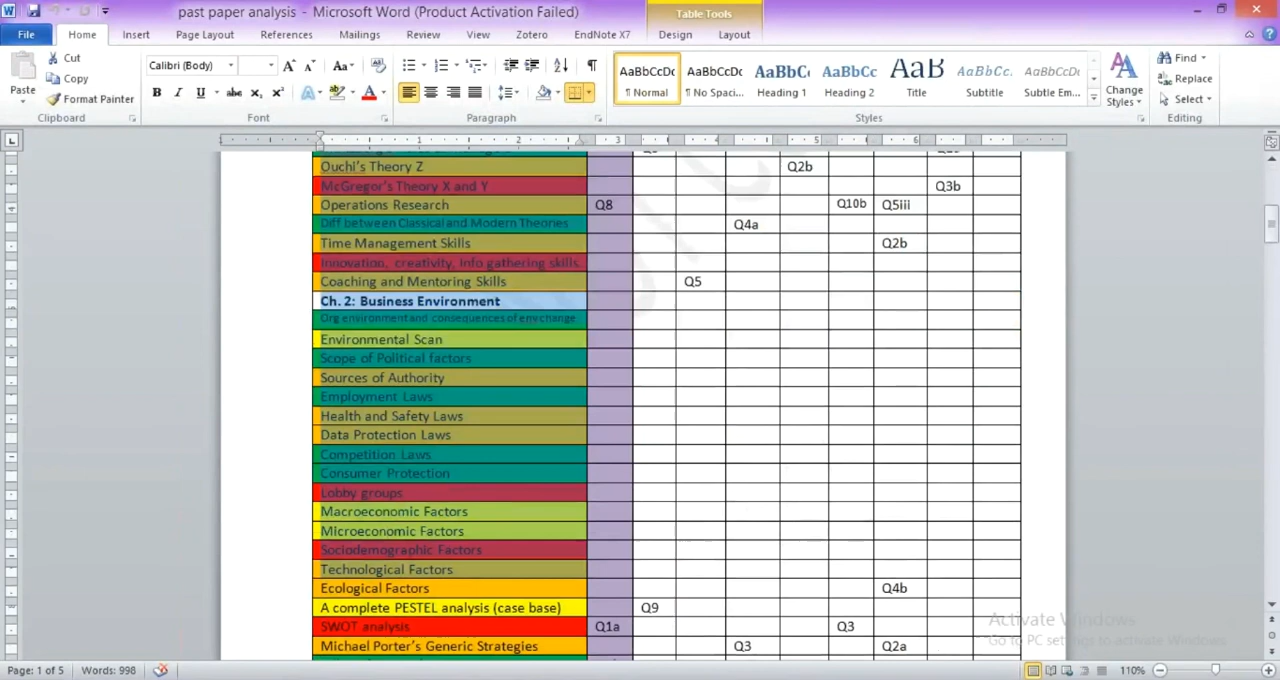 past paper analysis - Microsoft Word (Product Activation Failed)
Table Tools
File Home Insert Page Layout References Mailings Review View Zotero EndNote X7 Design Layout
Paste
Cut
Copy
Format Painter
Clipboard
Calibri (Body)
Font
Paragraph
AaBbCcDc
¶ Normal
AaBbCcDc
¶ No Spaci...
AaBbCc
Heading 1
AaBbCc
Heading 2
AaB
Title
AaBbCc.
Subtitle
AaBbCcDc
Subtle Em...
Styles
Change Styles
Find
Replace
Select
Editing
1 2 3 5 6
Ouchi's Theory Z Q2b
McGregor's Theory X and Y Q3b
Operations Research Q8 Q10b Q5iii
Diff between Classical and Modern Theories Q4a
Time Management Skills Q2b
Innovation, creativity, info gathering skills
Coaching and Mentoring Skills Q5
Ch. 2: Business Environment
Org environment and consequences of env change
Environmental Scan
Scope of Political factors
Sources of Authority
Employment Laws
Health and Safety Laws
Data Protection Laws
Competition Laws
Consumer Protection
Lobby groups
Macroeconomic Factors
Microeconomic Factors
Sociodemographic Factors
Technological Factors
Ecological Factors Q4b
A complete PESTEL analysis (case base) Q9
SWOT analysis Q1a Q3
Michael Porter's Generic Strategies Q3 Q2a
Activate Windows
Go to PC settings to activate Windows.
Page: 1 of 5 Words: 998 110%